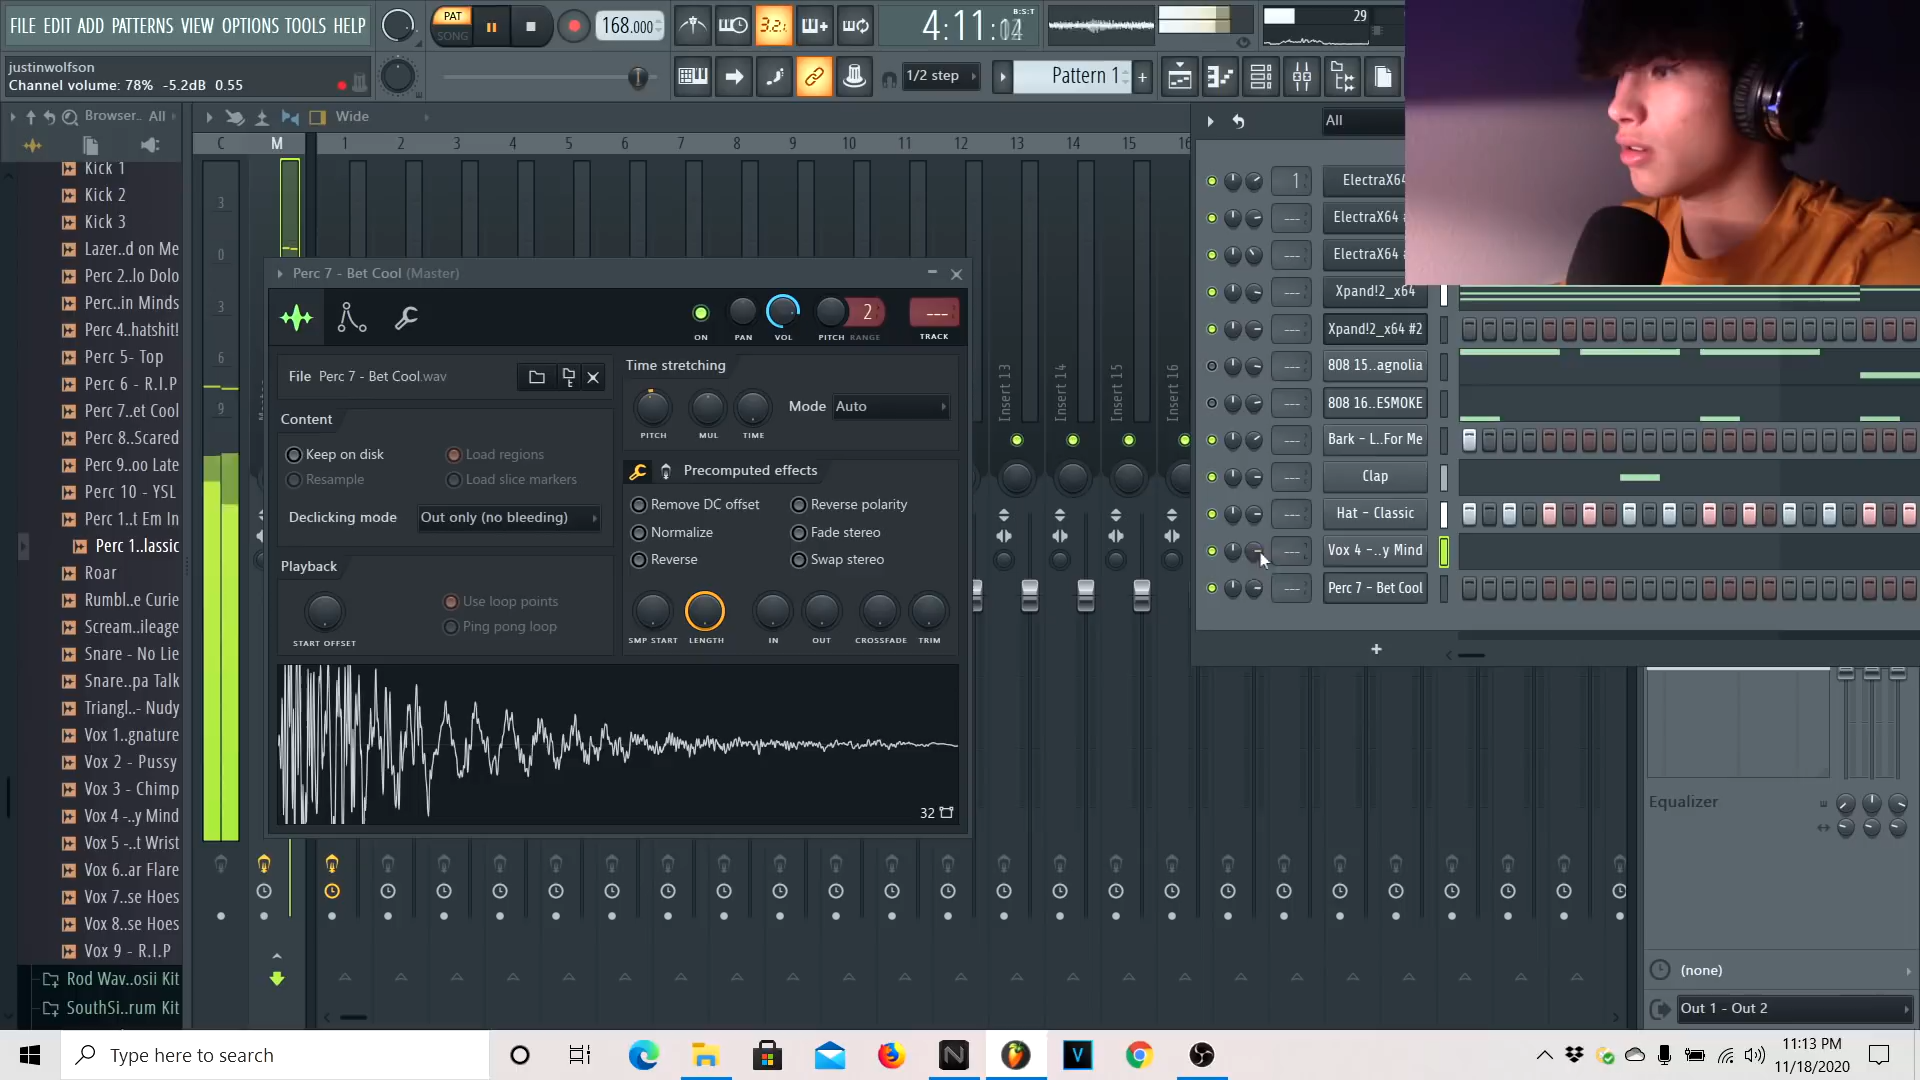 FILE EDIT ADD PATTERNS VIEW OPTIONS TOOLS HELP
PAT
SONG
168.000
3.2.
4:11:
B:S:T
29
justinwolfson
Channel volume: 78% -5.2dB 0.55
1/2 step
Pattern 1
Browser.. All
Wide
All
C M 1 2 3 4 5 6 7 8 9 10 11 12 13 14 15 16
3
0
3
6
9
Kick 1
Kick 2
Kick 3
Lazer..d on Me
Perc 2..lo Dolo
Perc..in Minds
Perc 4..hatshit!
Perc 5- Top
Perc 6 - R.I.P
Perc 7..et Cool
Perc 8..Scared
Perc 9..oo Late
Perc 10 - YSL
Perc 1..t Em In
Perc 1..lassic
Roar
Rumbl..e Curie
Scream..ileage
Snare - No Lie
Snare..pa Talk
Triangl..- Nudy
Vox 1..gnature
Vox 2 - Pussy
Vox 3 - Chimp
Vox 4 -..y Mind
Vox 5 -..t Wrist
Vox 6..ar Flare
Vox 7..se Hoes
Vox 8..se Hoes
Vox 9 - R.I.P
Rod Wav..osii Kit
SouthSi..rum Kit
Perc 7 - Bet Cool (Master)
ON PAN VOL PITCH RANGE TRACK
2
---
File Perc 7 - Bet Cool.wav
Content
Keep on disk
Load regions
Resample
Load slice markers
Declicking mode Out only (no bleeding)
Playback
START OFFSET
Use loop points
Ping pong loop
Time stretching
PITCH MUL TIME
Mode Auto
Precomputed effects
Remove DC offset
Reverse polarity
Normalize
Fade stereo
Reverse
Swap stereo
SMP START LENGTH IN OUT CROSSFADE TRIM
32
Insert 13
Insert 14
Insert 15
Insert 16
1 ElectraX64
--- ElectraX64
--- ElectraX64
--- Xpand!2_x64
--- Xpand!2_x64 #2
--- 808 15..agnolia
--- 808 16..ESMOKE
--- Bark - L..For Me
--- Clap
--- Hat - Classic
--- Vox 4 -..y Mind
--- Perc 7 - Bet Cool
+
Equalizer
(none)
Out 1 - Out 2
Type here to search
N
V
11:13 PM
11/18/2020